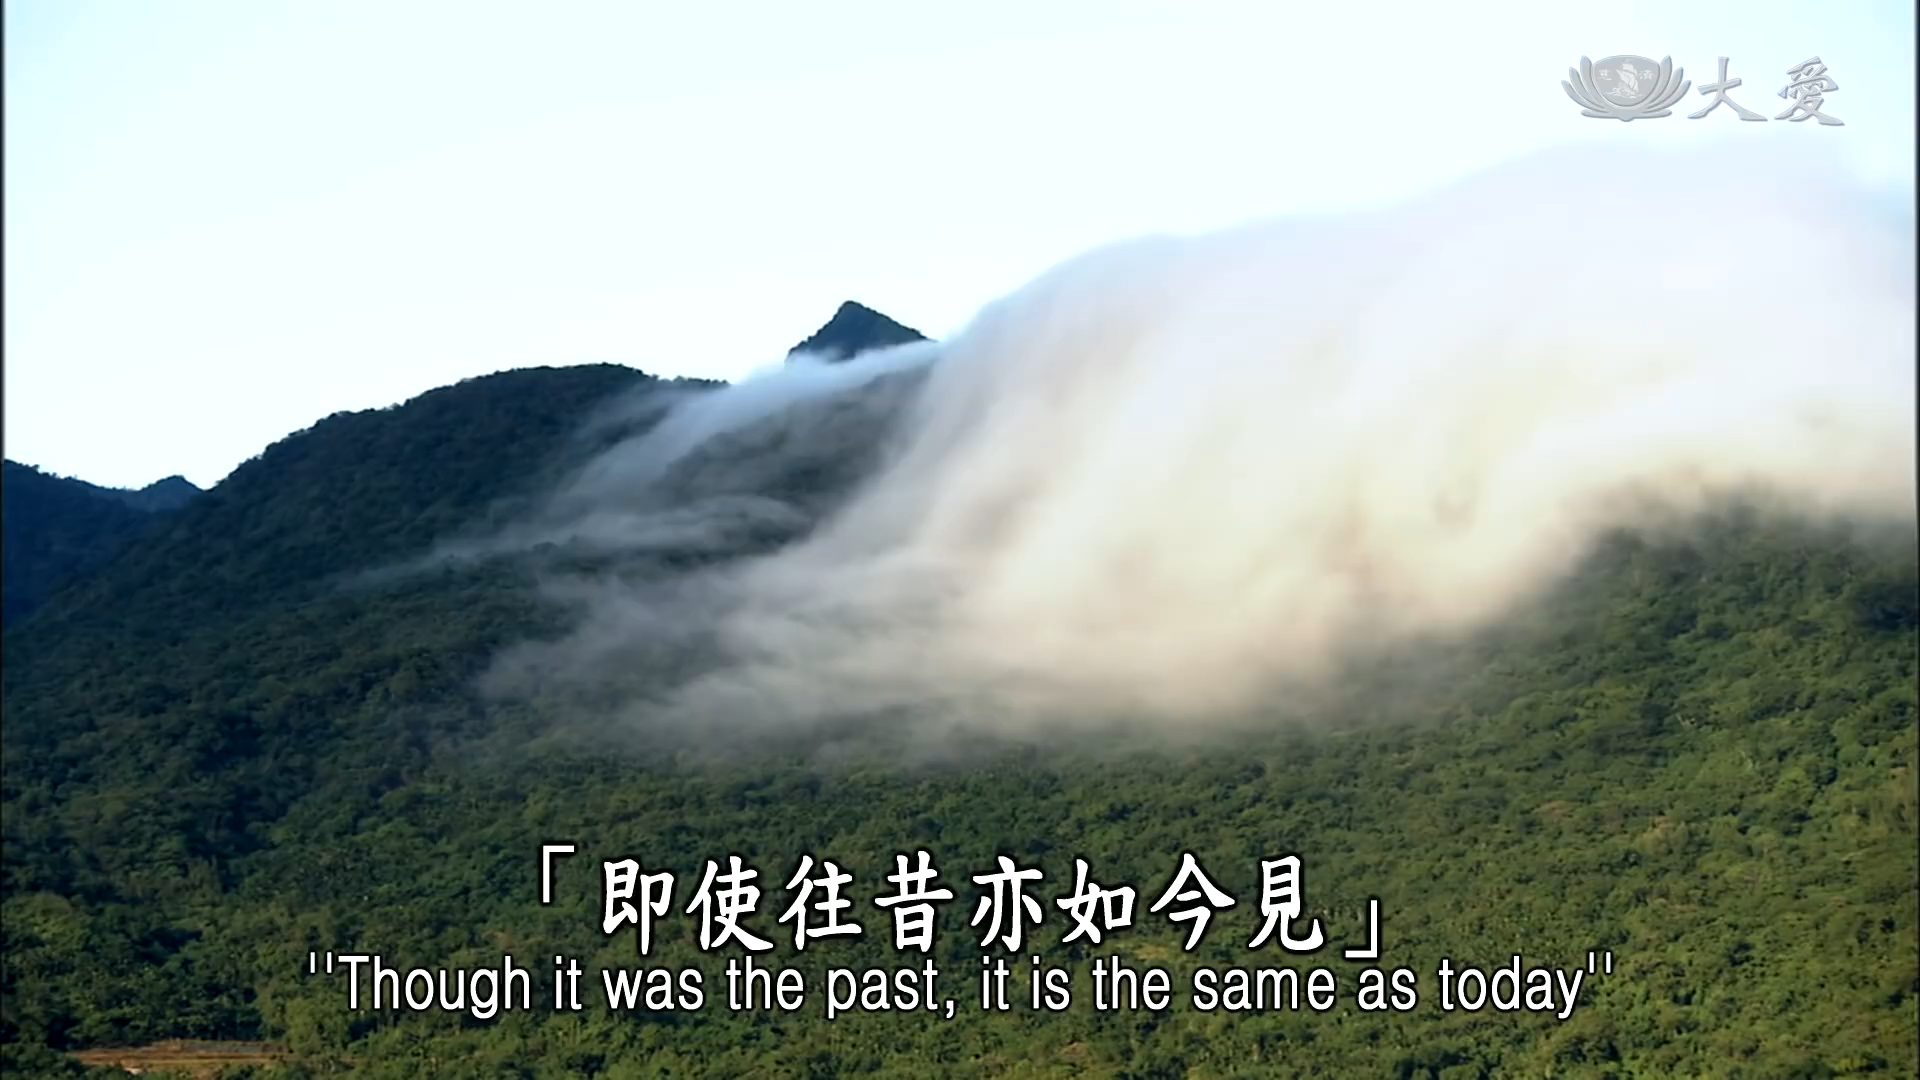 大愛
「即使往昔亦如今見」
''Though it was the past, it is the same as today''